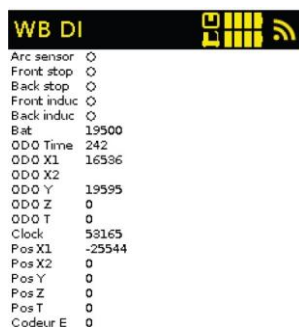 WB DI
Arc sensor
Front stop
Back stop
Front induc
Back induc
Bat 19500
ODO Time 242
ODO X1 16536
ODO X2
ODO Y 19595
ODO Z 0
ODO T 0
Clock 53165
Pos X1 -25544
Pos X2 0
Pos Y 0
Pos Z 0
Pos T 0
Codeur E 0